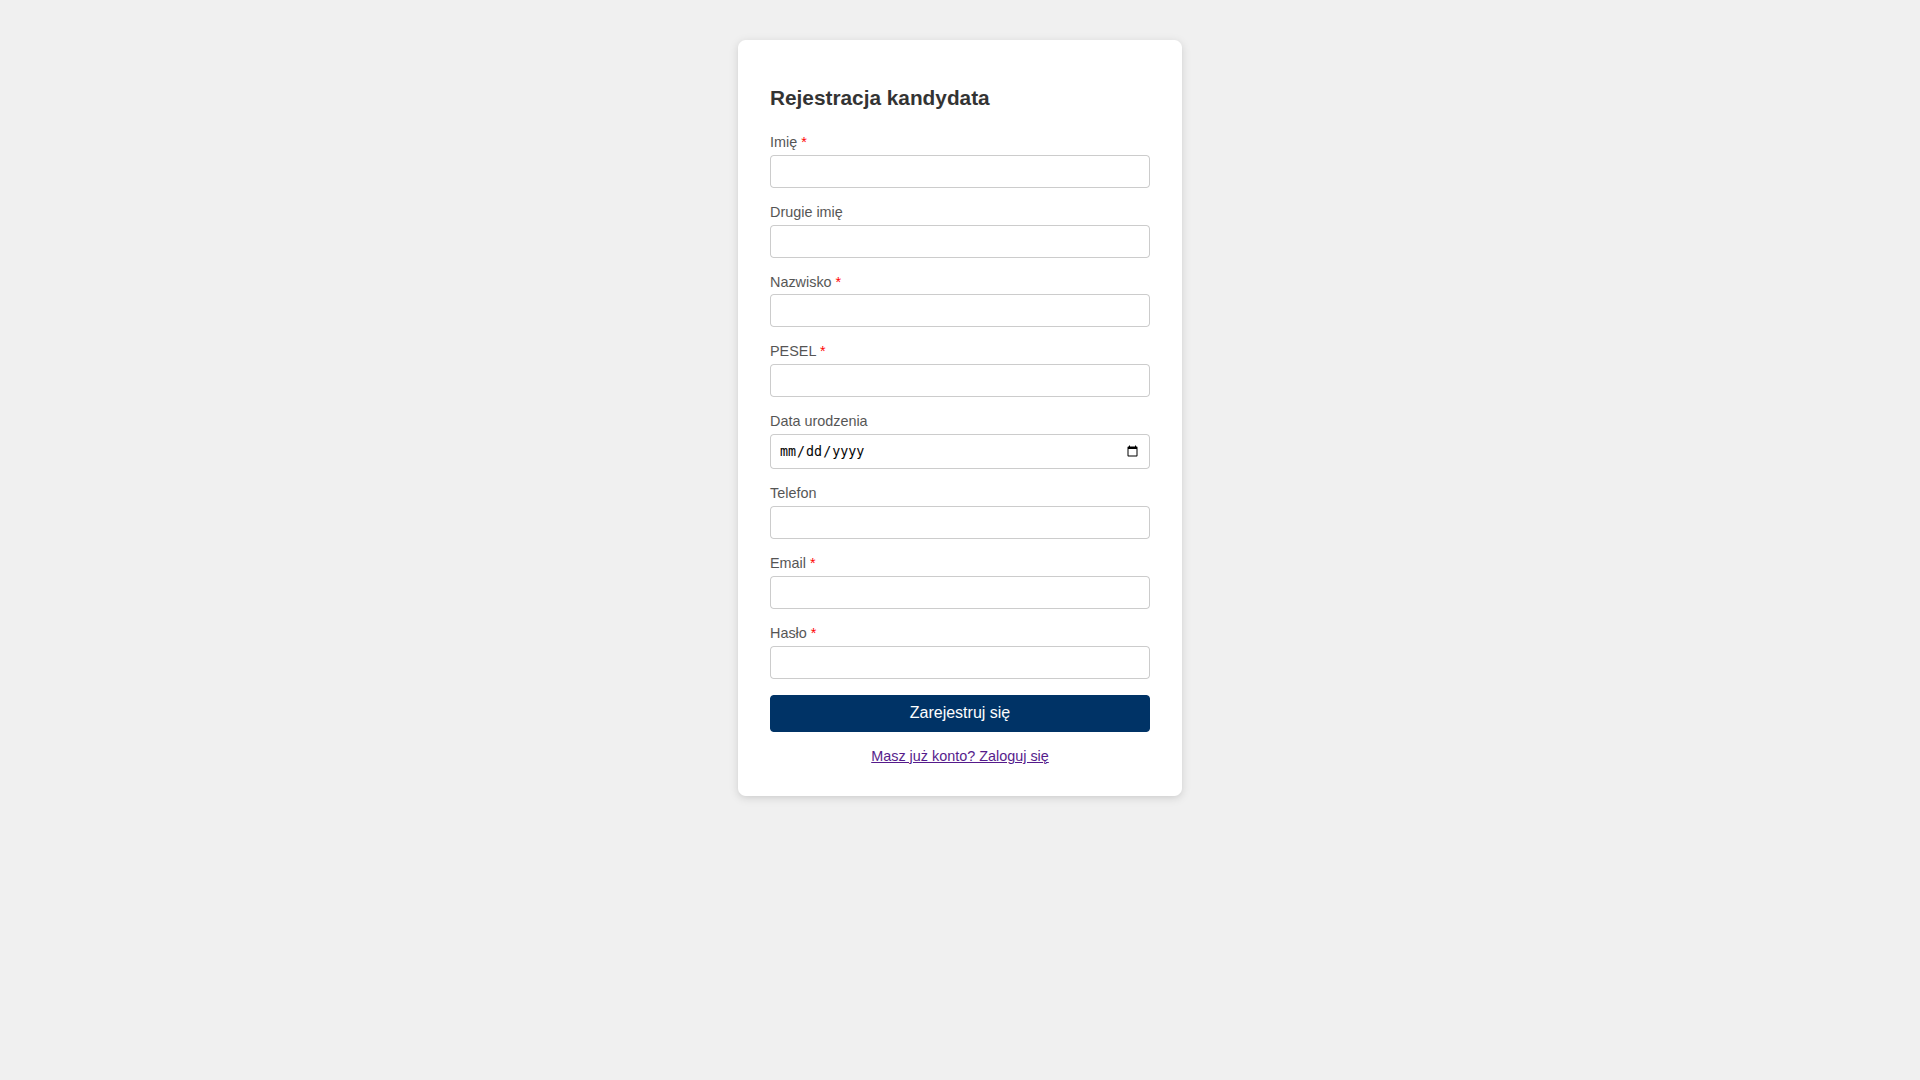 Rejestracja kandydata
Imię *
Drugie imię
Nazwisko *
PESEL *
Data urodzenia
mm/dd/yyyy
Telefon
Email *
Hasło *
Zarejestruj się
Masz już konto? Zaloguj się